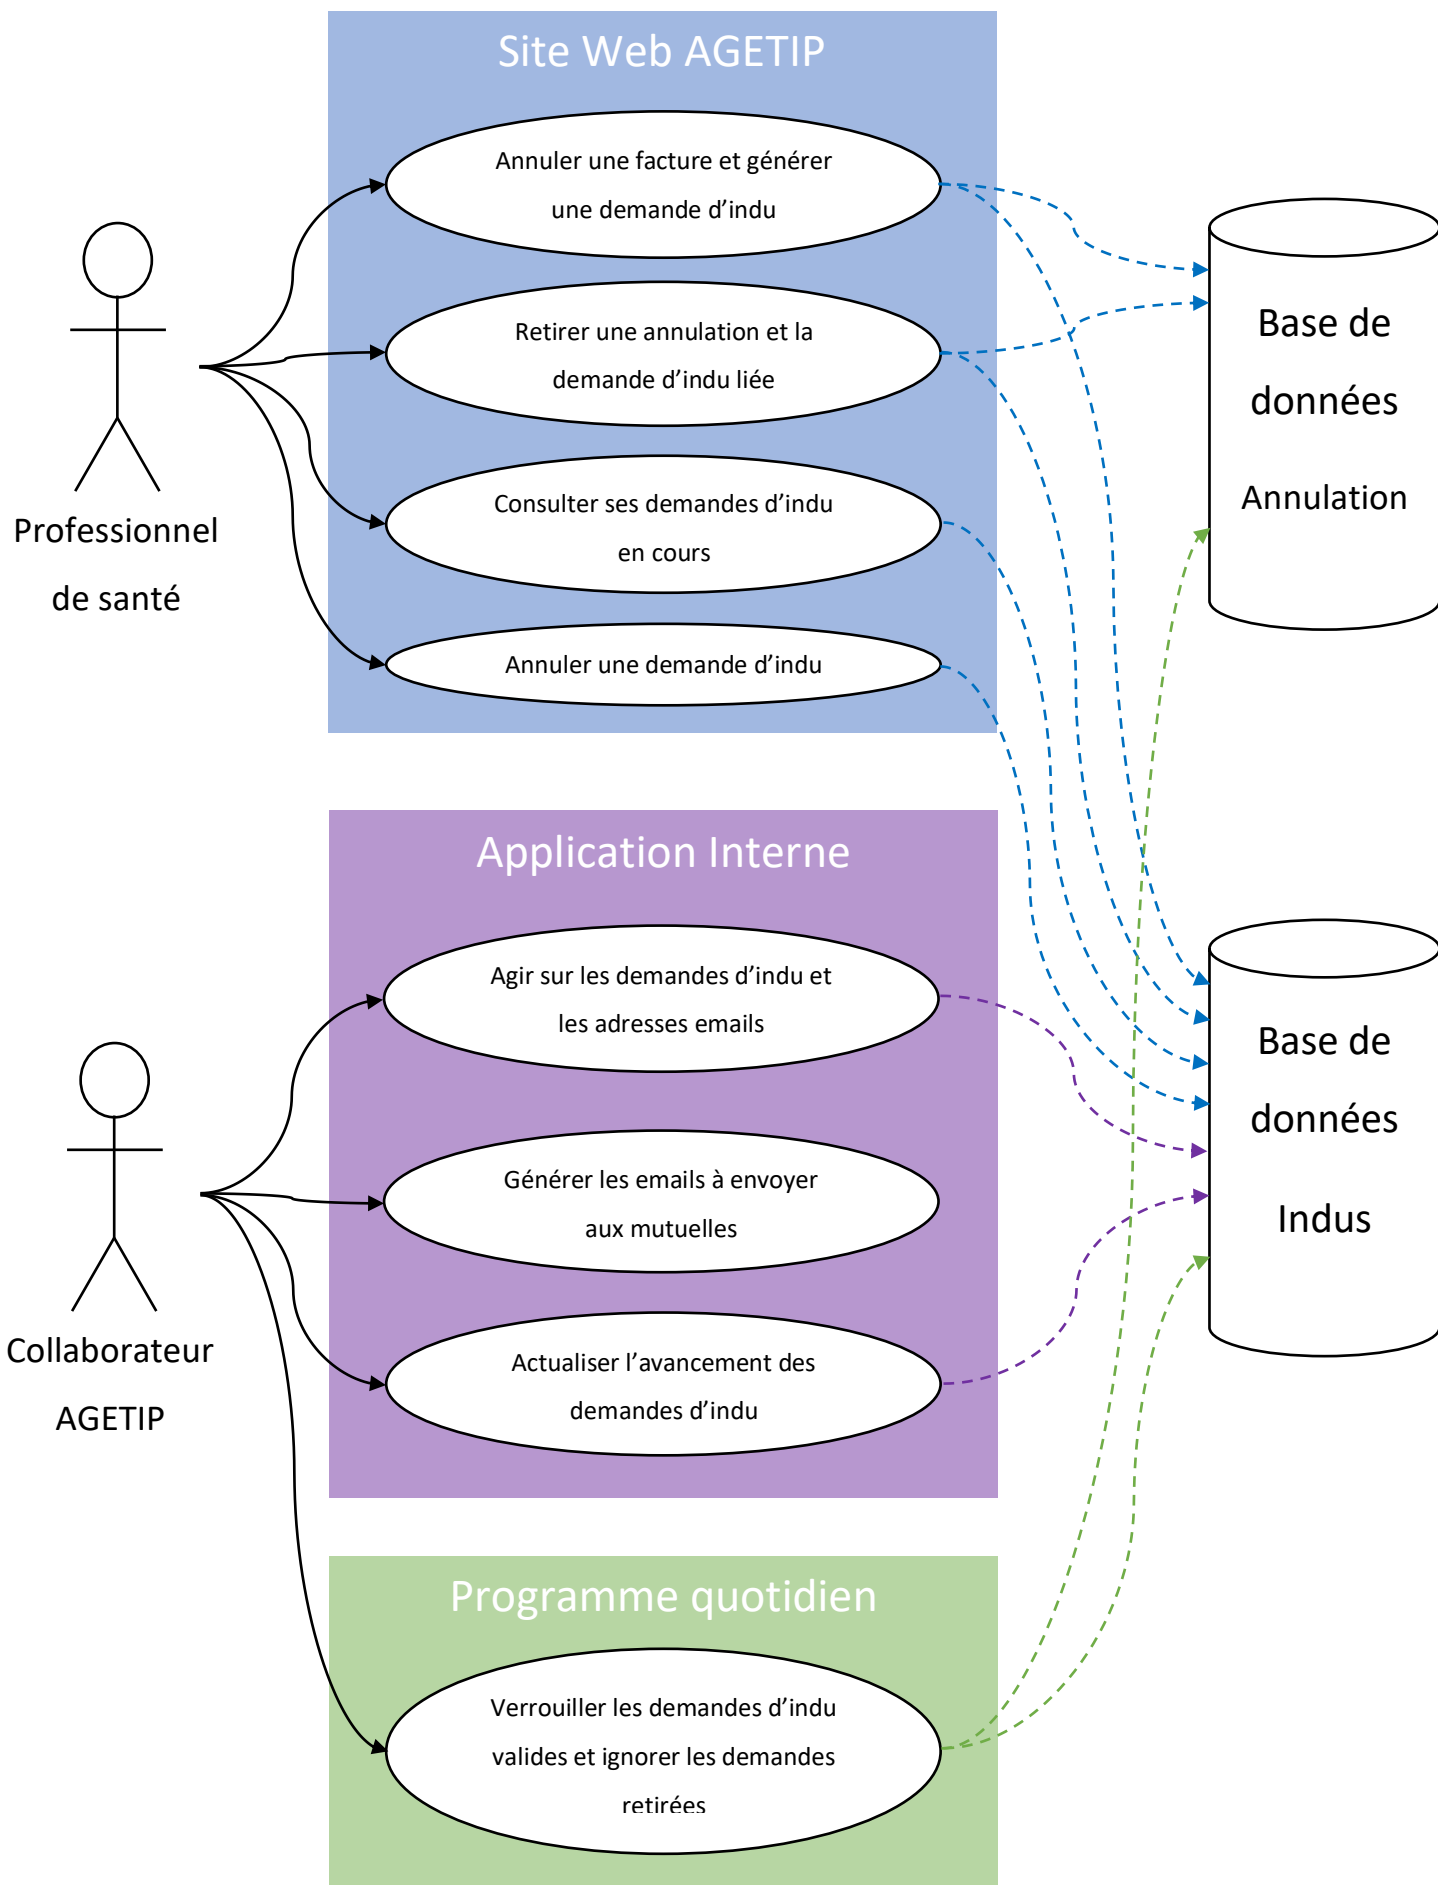 Site Web AGETIP
Annuler une facture et générer
une demande d’indu
Retirer une annulation et la
demande d’indu liée
Consulter ses demandes d’indu
en cours
Annuler une demande d’indu
Professionnel
de santé
Base de
données
Annulation
Application Interne
Agir sur les demandes d’indu et
les adresses emails
Générer les emails à envoyer
aux mutuelles
Actualiser l’avancement des
demandes d’indu
Collaborateur
AGETIP
Base de
données
Indus
Programme quotidien
Verrouiller les demandes d’indu
valides et ignorer les demandes
retirées